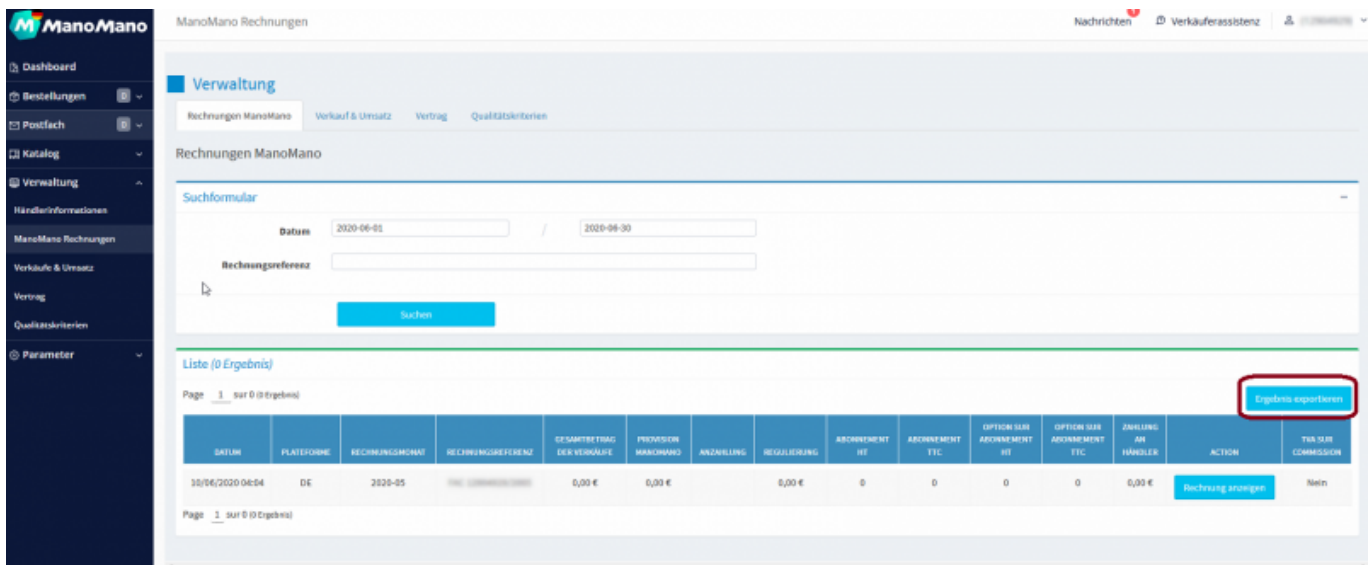 ManoMano
ManoMano Rechnungen
Nachrichten
1
Verkäuferassistenz
Dashboard
Bestellungen 0
Postfach 0
Katalog
Verwaltung
Händlerinformationen
ManoMano Rechnungen
Verkäufe & Umsatz
Vertrag
Qualitätskriterien
Parameter
Verwaltung
Rechnungen ManoMano Verkauf & Umsatz Vertrag Qualitätskriterien
Rechnungen ManoMano
Suchformular
Datum 2020-06-01 / 2020-06-30
Rechnungsreferenz
Suchen
Liste (0 Ergebnis)
Page 1 sur 0 (0 Ergebnis)
Ergebnis exportieren
DATUM PLATEFORME RECHNUNGSMONAT RECHNUNGSREFERENZ GESAMTBETRAG DER VERKÄUFE PROVISION MANOMANO ANZAHLUNG REGULIERUNG ABONNEMENT HT ABONNEMENT TTC OPTION SUR ABONNEMENT HT OPTION SUR ABONNEMENT TTC ZAHLUNG AN HÄNDLER ACTION TVA SUR COMMISSION
10/06/2020 04:04 DE 2020-05 0,00 € 0,00 € 0,00 € 0 0 0 0 0,00 € Rechnung anzeigen Nein
Page 1 sur 0 (0 Ergebnis)